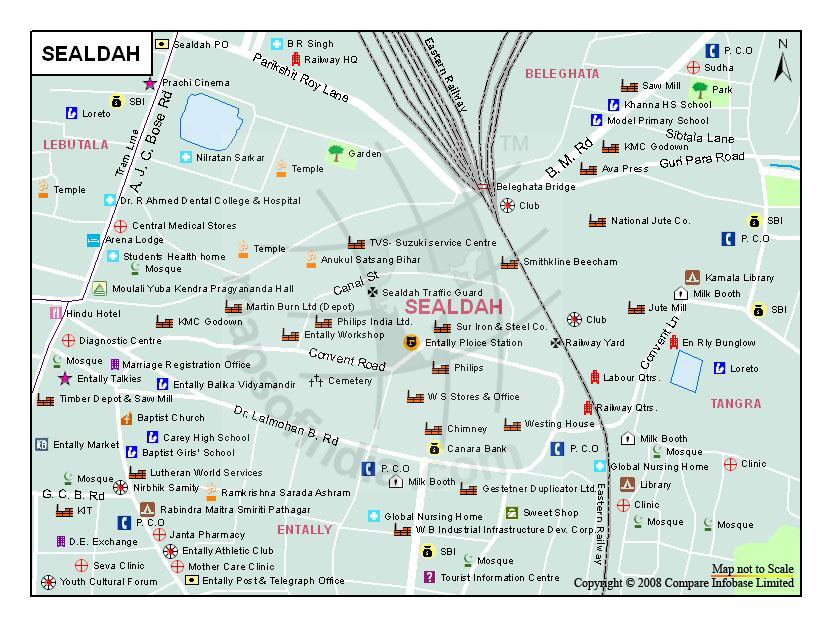 SEALDAH
Sealdah PO
B R Singh
Railway HQ
Parikshit Roy Lane
Eastern Railway
BELEGHATA
P. C.O
Sudha
N
Prachi Cinema
SBI
Loreto
Saw Mill
Park
Khanna H S School
Model Primary School
LEBUTALA
Tram Line
A. J. C. Bose Rd
TM
Sibtala Lane
B. M. Rd
KMC Godown
Guri Para Road
Nilratan Sarkar
Garden
Temple
Ava Press
Temple
Beleghata Bridge
Dr. R Ahmed Dental College & Hospital
Club
Central Medical Stores
National Jute Co.
SBI
P. C.O
Arena Lodge
TVS- Suzuki service Centre
Students Health home
Temple
Anukul Satsang Bihar
Smithkline Beecham
Mosque
Canal St
Kamala Library
Moulali Yuba Kendra Pragyananda Hall
Sealdah Traffic Guard
Milk Booth
SEALDAH
Martin Burn Ltd (Depot)
Jute Mill
SBI
Hindu Hotel
KMC Godown
Philips India Ltd.
Sur Iron & Steel Co.
Club
Diagnostic Centre
Entally Workshop
Entally Ploice Station
Railway Yard
Convent Ln
En Rly Bunglow
Convent Road
Mosque
Marriage Registration Office
Philips
Loreto
Entally Talkies
Entally Balika Vidyamandir
Cemetery
Labour Qtrs.
Timber Depot & Saw Mill
W S Stores & Office
TANGRA
Railway Qtrs.
Baptist Church
Dr. Lalmohan B. Rd
Chimney
Westing House
Entally Market
Carey High School
Baptist Girls' School
Canara Bank
P. C.O
Milk Booth
Mosque
Lutheran World Services
P. C.O
Global Nursing Home
Clinic
Mosque
Nirbhik Samity
Milk Booth
Gestetner Duplicator Ltd
Library
G. C. B. Rd
Ramkrishna Sarada Ashram
Eastern Railway
KIT
Rabindra Maitra Smiriti Pathagar
Sweet Shop
Clinic
P. C.O
Global Nursing Home
Mosque
Mosque
ENTALLY
W B Industrial Infrastructure Dev. Corp
Janta Pharmacy
D.E. Exchange
Entally Athletic Club
SBI
Mosque
Seva Clinic
Mother Care Clinic
Map not to Scale
Youth Cultural Forum
Entally Post & Telegraph Office
Tourist Information Centre
Copyright © 2008 Compare Infobase Limited
mapsofindia.com